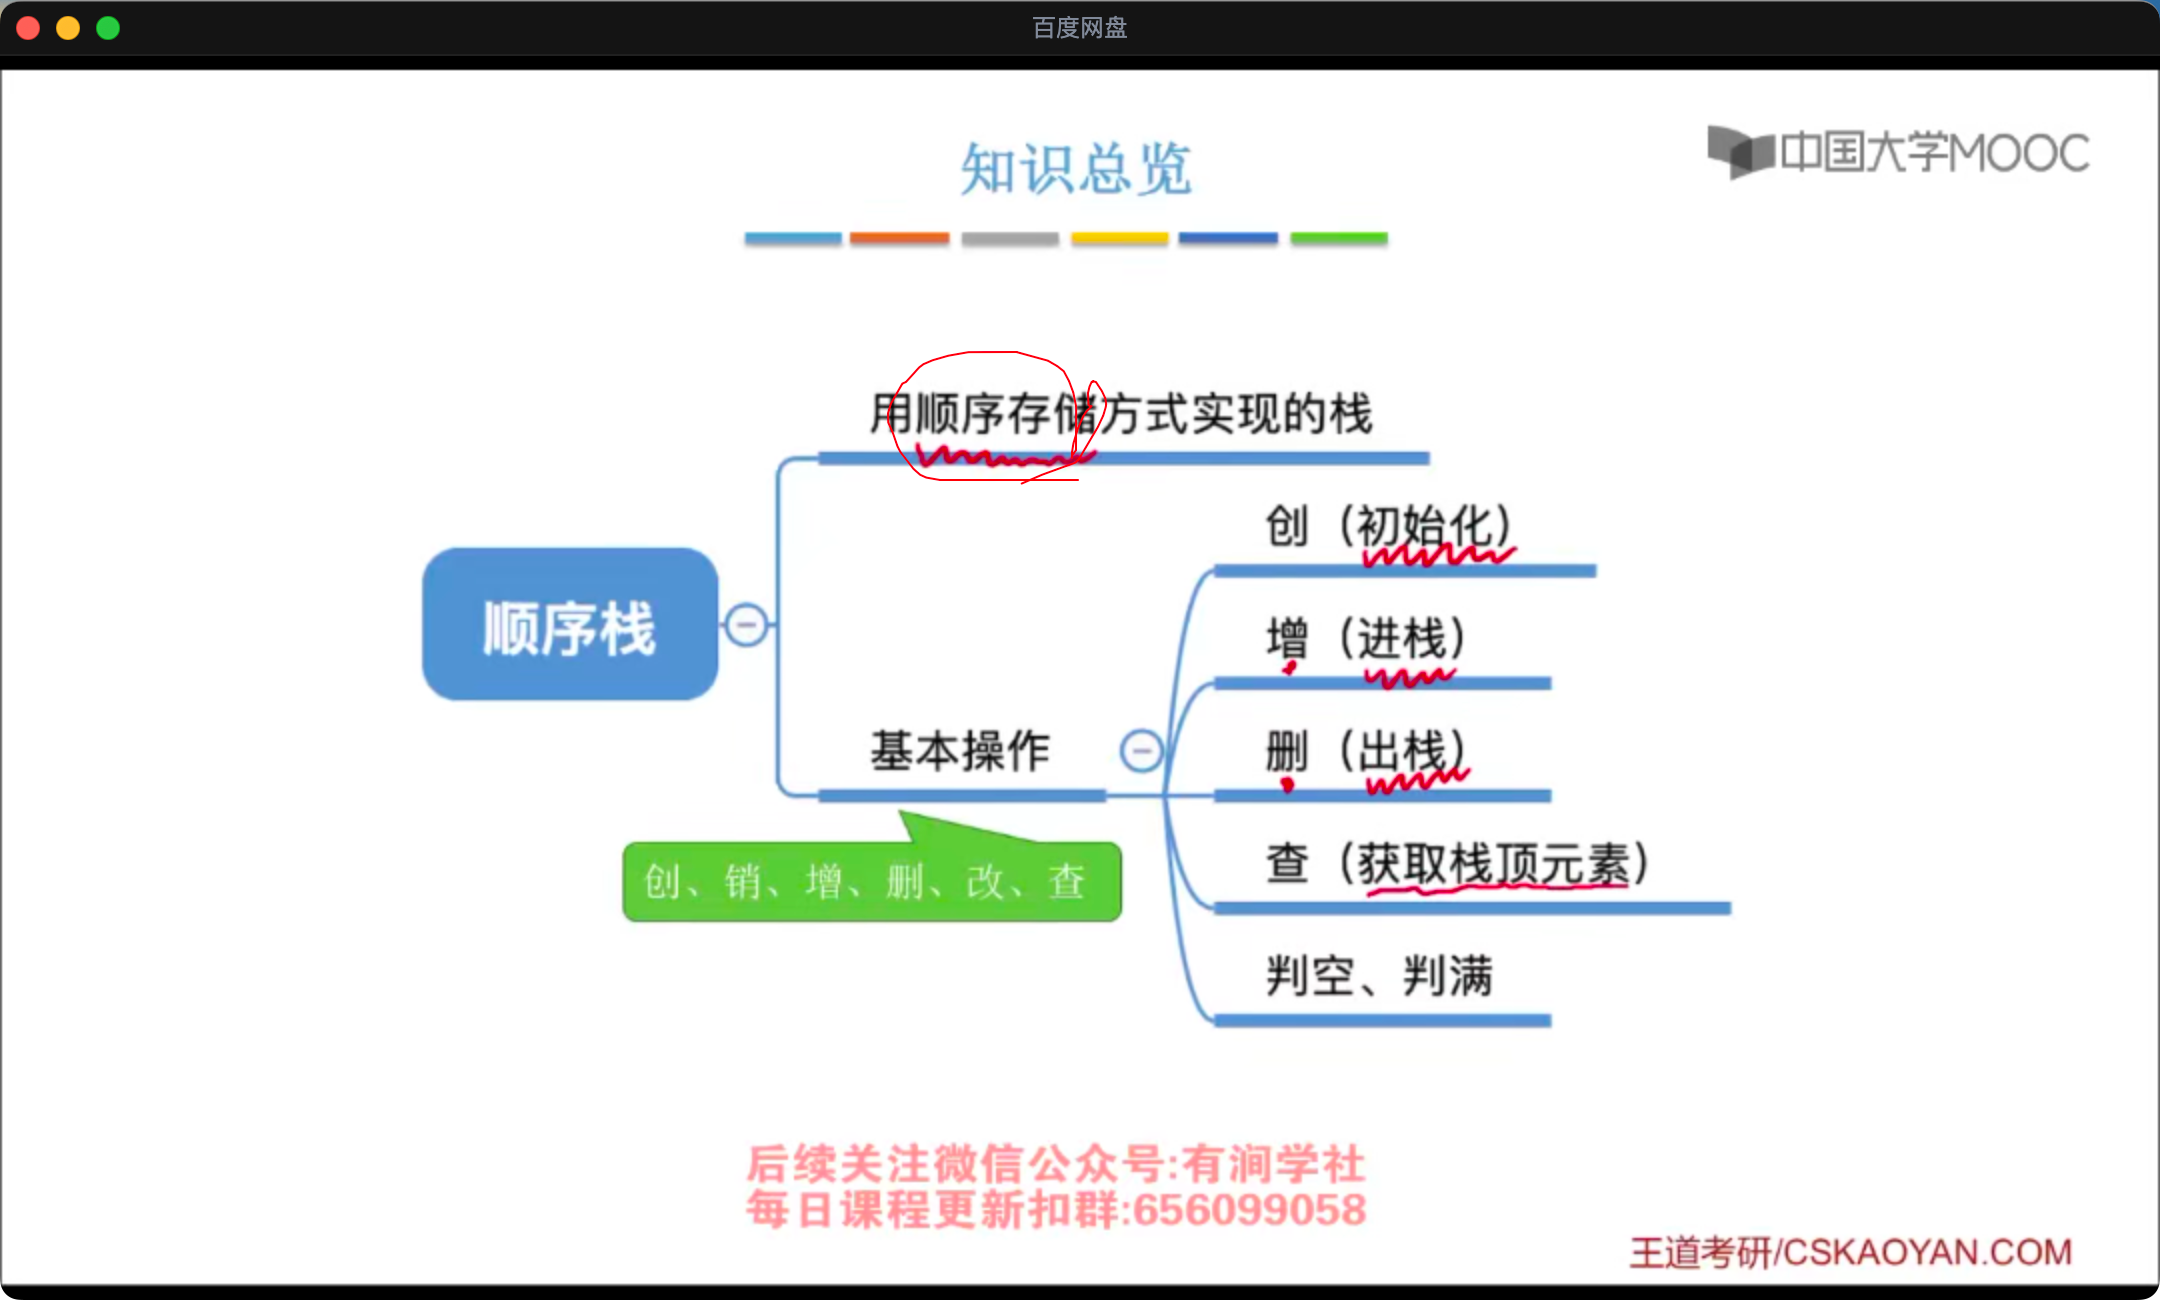 百度网盘
知识总览
中国大学MOOC
用顺序存储方式实现的栈
创（初始化）
增（进栈）
顺序栈
基本操作
删（出栈）
创、销、增、删、改、查
查（获取栈顶元素）
判空、判满
后续关注微信公众号:有涧学社
每日课程更新扣群:656099058
王道考研/CSKAOYAN.COM